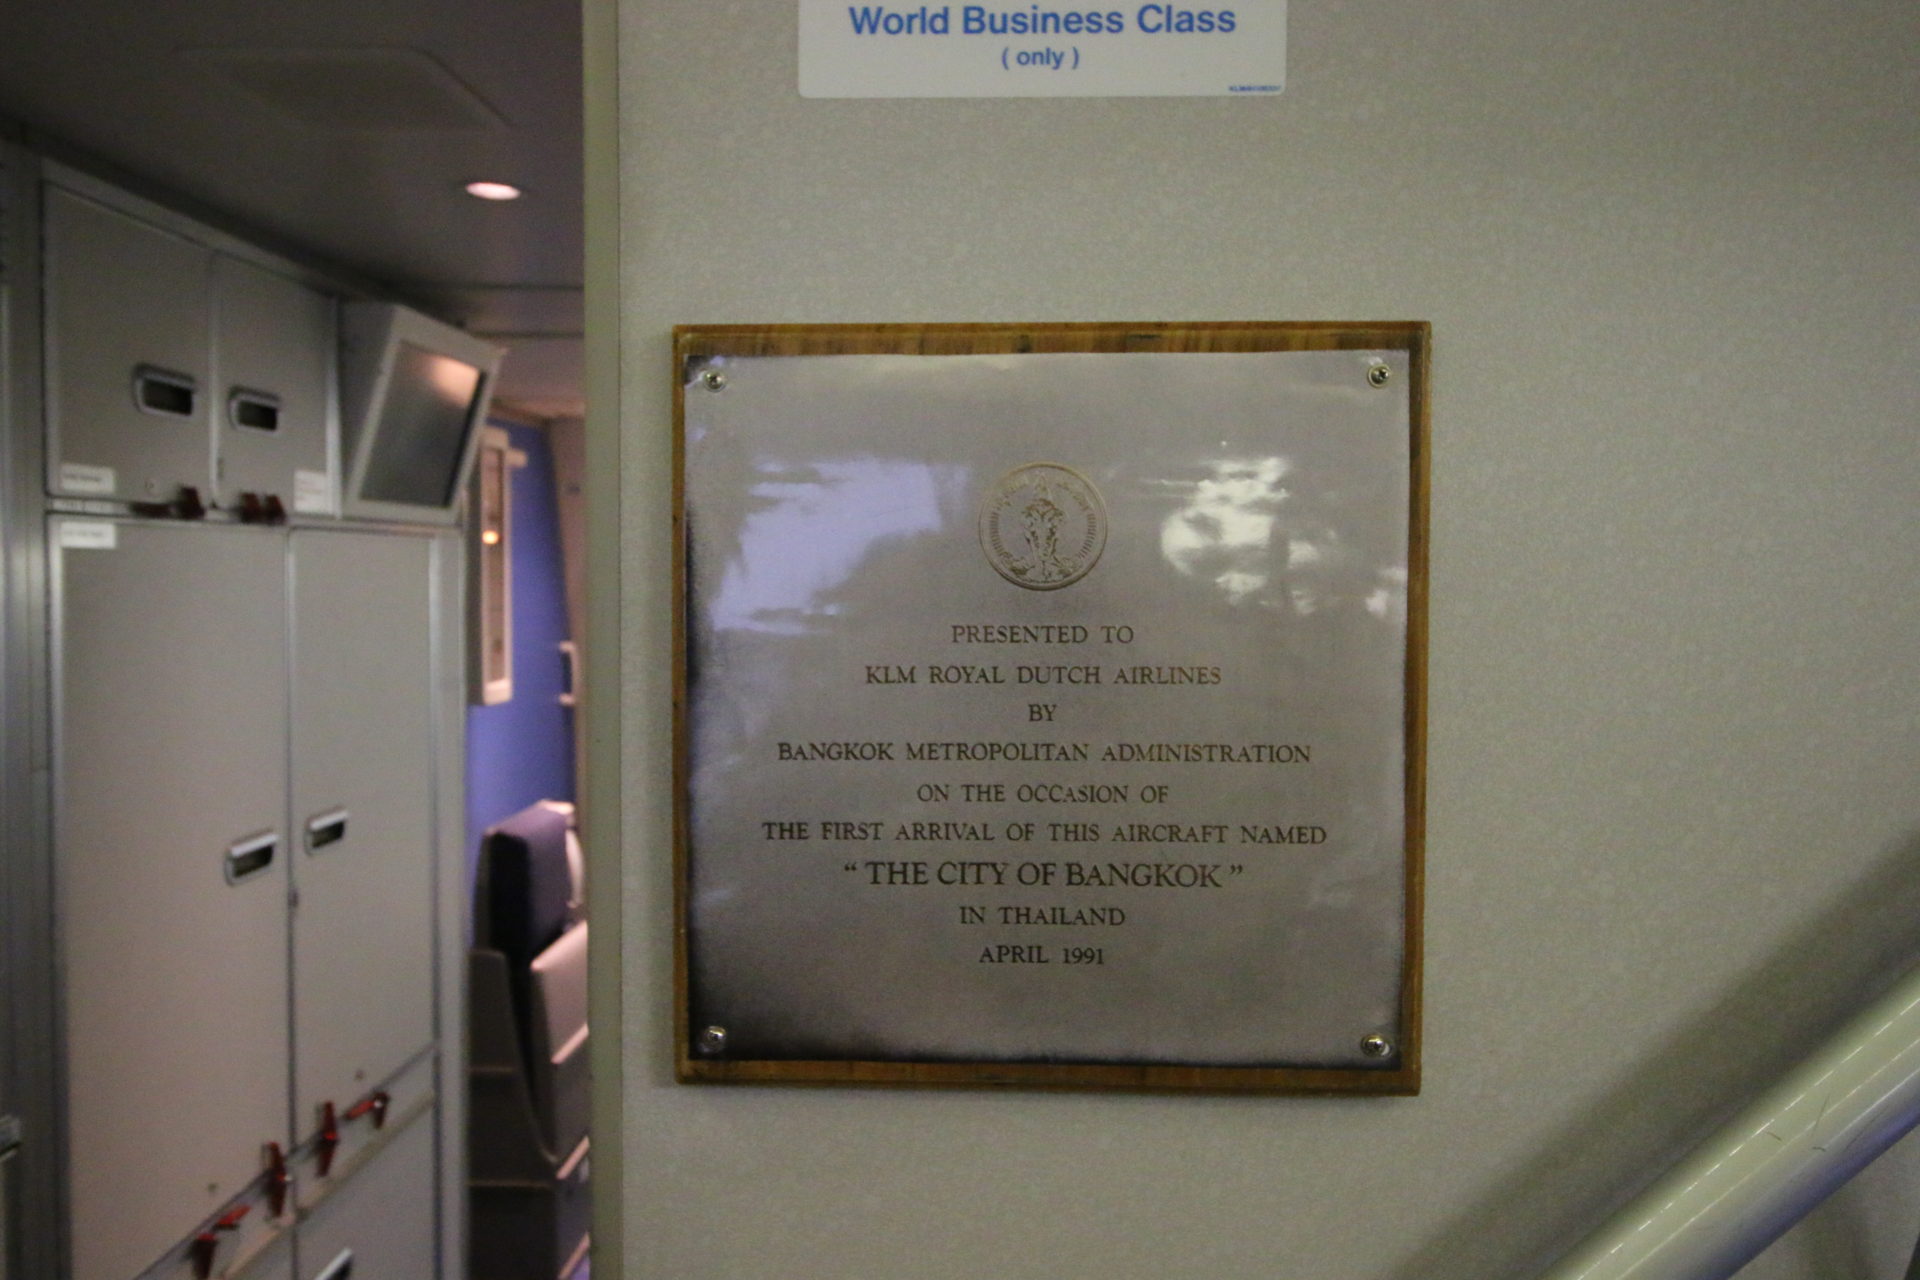 World Business Class
( only )
PRESENTED TO
KLM ROYAL DUTCH AIRLINES
BY
BANGKOK METROPOLITAN ADMINISTRATION
ON THE OCCASION OF
THE FIRST ARRIVAL OF THIS AIRCRAFT NAMED
“ THE CITY OF BANGKOK ”
IN THAILAND
APRIL 1991